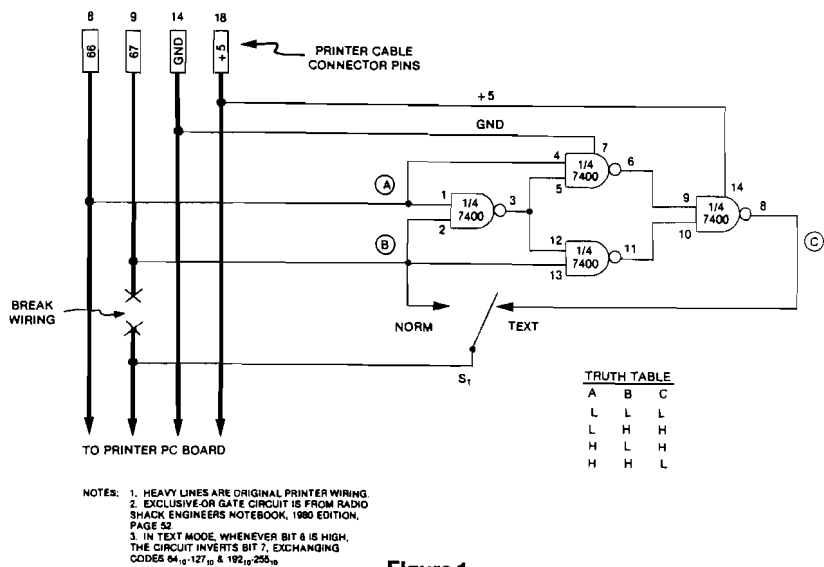 8 9 14 18
66 67 GND +5
PRINTER CABLE
CONNECTOR PINS
+5
GND
7
4
1/4
7400
6
5
A
1
1/4
7400
3
2
14
9
1/4
7400
8
10
C
B
12
1/4
7400
11
13
BREAK
WIRING
NORM
TEXT
S₁
TO PRINTER PC BOARD
TRUTH TABLE
A B C
L L L
L H H
H L H
H H L
NOTES: 1. HEAVY LINES ARE ORIGINAL PRINTER WIRING.
2. EXCLUSIVE-OR GATE CIRCUIT IS FROM RADIO
SHACK ENGINEERS NOTEBOOK, 1980 EDITION,
PAGE 52.
3. IN TEXT MODE, WHENEVER BIT 6 IS HIGH,
THE CIRCUIT INVERTS BIT 7, EXCHANGING
CODES 64₁₀-127₁₀ & 192₁₀-255₁₀
Figure 1